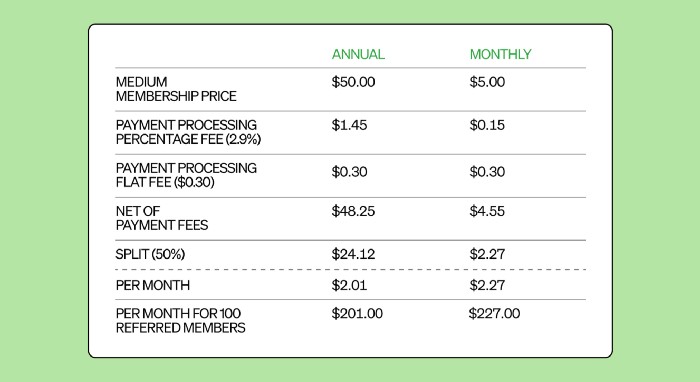 ANNUAL MONTHLY
MEDIUM
MEMBERSHIP PRICE $50.00 $5.00
PAYMENT PROCESSING
PERCENTAGE FEE (2.9%) $1.45 $0.15
PAYMENT PROCESSING
FLAT FEE ($0.30) $0.30 $0.30
NET OF
PAYMENT FEES $48.25 $4.55
SPLIT (50%) $24.12 $2.27
PER MONTH $2.01 $2.27
PER MONTH FOR 100
REFERRED MEMBERS $201.00 $227.00